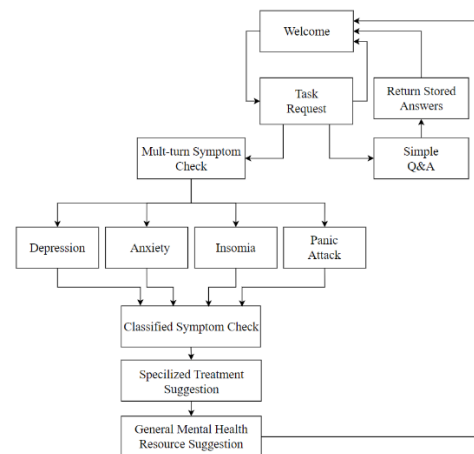 Welcome
Task
Request
Return Stored
Answers
Mult-turn Symptom
Check
Simple
Q&A
Depression
Anxiety
Insomia
Panic
Attack
Classified Symptom Check
Specilized Treatment
Suggestion
General Mental Health
Resource Suggestion